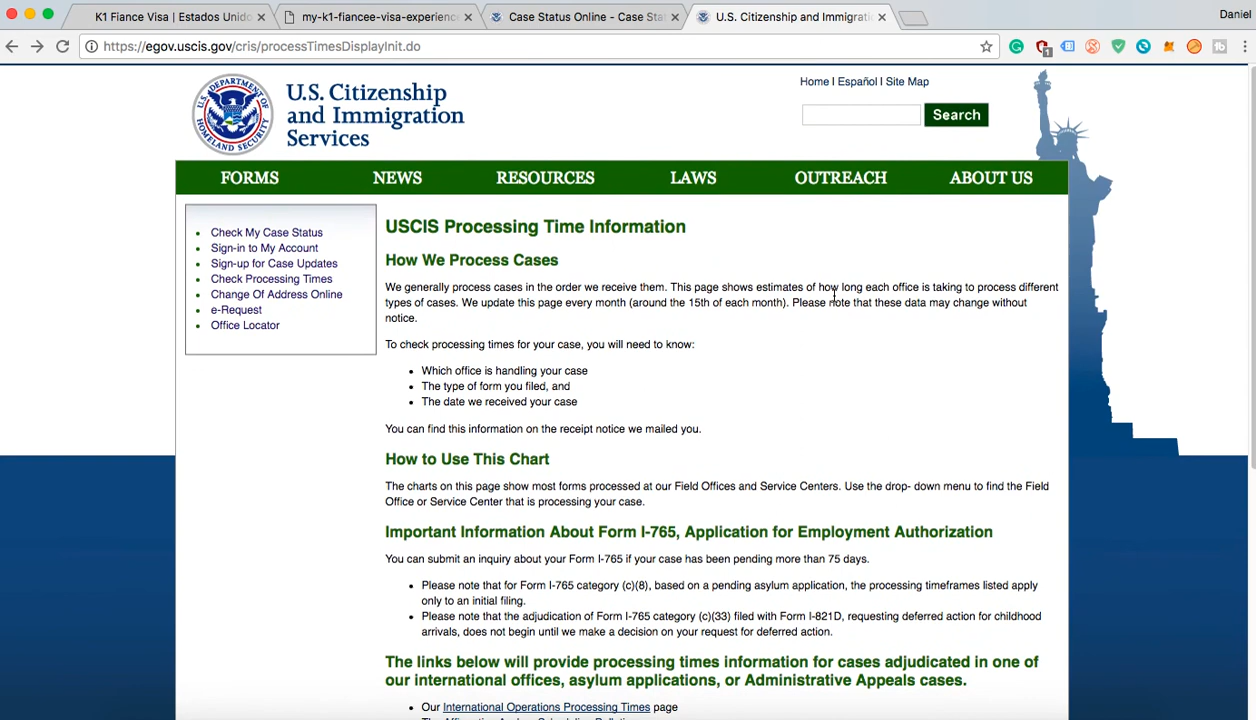 K1 Fiance Visa | Estados Unido
my-k1-fiancee-visa-experience
Case Status Online - Case Sta
U.S. Citizenship and Immigrati
Daniel
https://egov.uscis.gov/cris/processTimesDisplayInit.do
1
U.S. DEPARTMENT
HOMELAND SECURITY
U.S. Citizenship
and Immigration
Services
Home | Español | Site Map
Search
FORMS NEWS RESOURCES LAWS OUTREACH ABOUT US
Check My Case Status
Sign-in to My Account
Sign-up for Case Updates
Check Processing Times
Change Of Address Online
e-Request
Office Locator
USCIS Processing Time Information
How We Process Cases
We generally process cases in the order we receive them. This page shows estimates of how long each office is taking to process different
types of cases. We update this page every month (around the 15th of each month). Please note that these data may change without
notice.
To check processing times for your case, you will need to know:
Which office is handling your case
The type of form you filed, and
The date we received your case
You can find this information on the receipt notice we mailed you.
How to Use This Chart
The charts on this page show most forms processed at our Field Offices and Service Centers. Use the drop- down menu to find the Field
Office or Service Center that is processing your case.
Important Information About Form I-765, Application for Employment Authorization
You can submit an inquiry about your Form I-765 if your case has been pending more than 75 days.
Please note that for Form I-765 category (c)(8), based on a pending asylum application, the processing timeframes listed apply
only to an initial filing.
Please note that the adjudication of Form I-765 category (c)(33) filed with Form I-821D, requesting deferred action for childhood
arrivals, does not begin until we make a decision on your request for deferred action.
The links below will provide processing times information for cases adjudicated in one of
our international offices, asylum applications, or Administrative Appeals cases.
Our International Operations Processing Times page